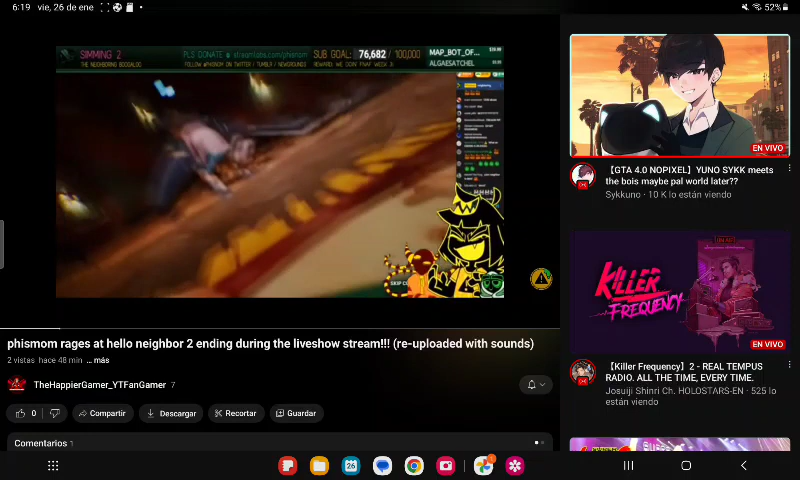 6:19 vie, 26 de ene
52%
SIMMING 2
THE NEIGHBORING BOOGALOO
PLS DONATE
SUB GOAL: 76,682 / 100,000
MAP_BOT_OF...
ALGAESATCHEL
SKIP
EN VIVO
【GTA 4.0 NOPIXEL】YUNO SYKK meets
the bois maybe pal world later??
Sykkuno · 10 K lo están viendo
KILLER
FREQUENCY
EN VIVO
【Killer Frequency】2 - REAL TEMPUS
RADIO. ALL THE TIME, EVERY TIME.
Josuiji Shinri Ch. HOLOSTARS-EN · 525 lo
están viendo
phismom rages at hello neighbor 2 ending during the liveshow stream!!! (re-uploaded with sounds)
2 vistas hace 48 min ... más
TheHappierGamer_YTFanGamer 7
0
Compartir
Descargar
Recortar
Guardar
Comentarios 1
26